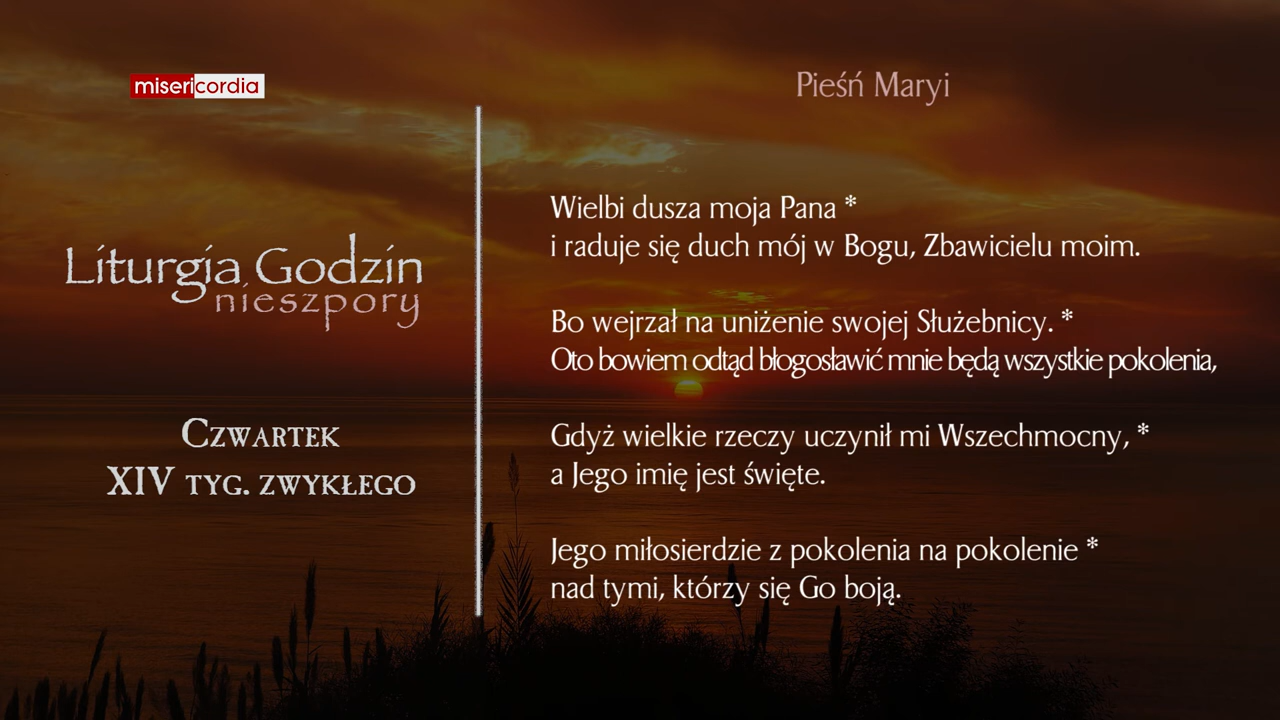 misericordia
Liturgia Godzin
nieszpory
Czwartek
XIV tyg. zwykłego
Pieśń Maryi
Wielbi dusza moja Pana *
i raduje się duch mój w Bogu, Zbawicielu moim.
Bo wejrzał na uniżenie swojej Służebnicy. *
Oto bowiem odtąd błogosławić mnie będą wszystkie pokolenia,
Gdyż wielkie rzeczy uczynił mi Wszechmocny, *
a Jego imię jest święte.
Jego miłosierdzie z pokolenia na pokolenie *
nad tymi, którzy się Go boją.